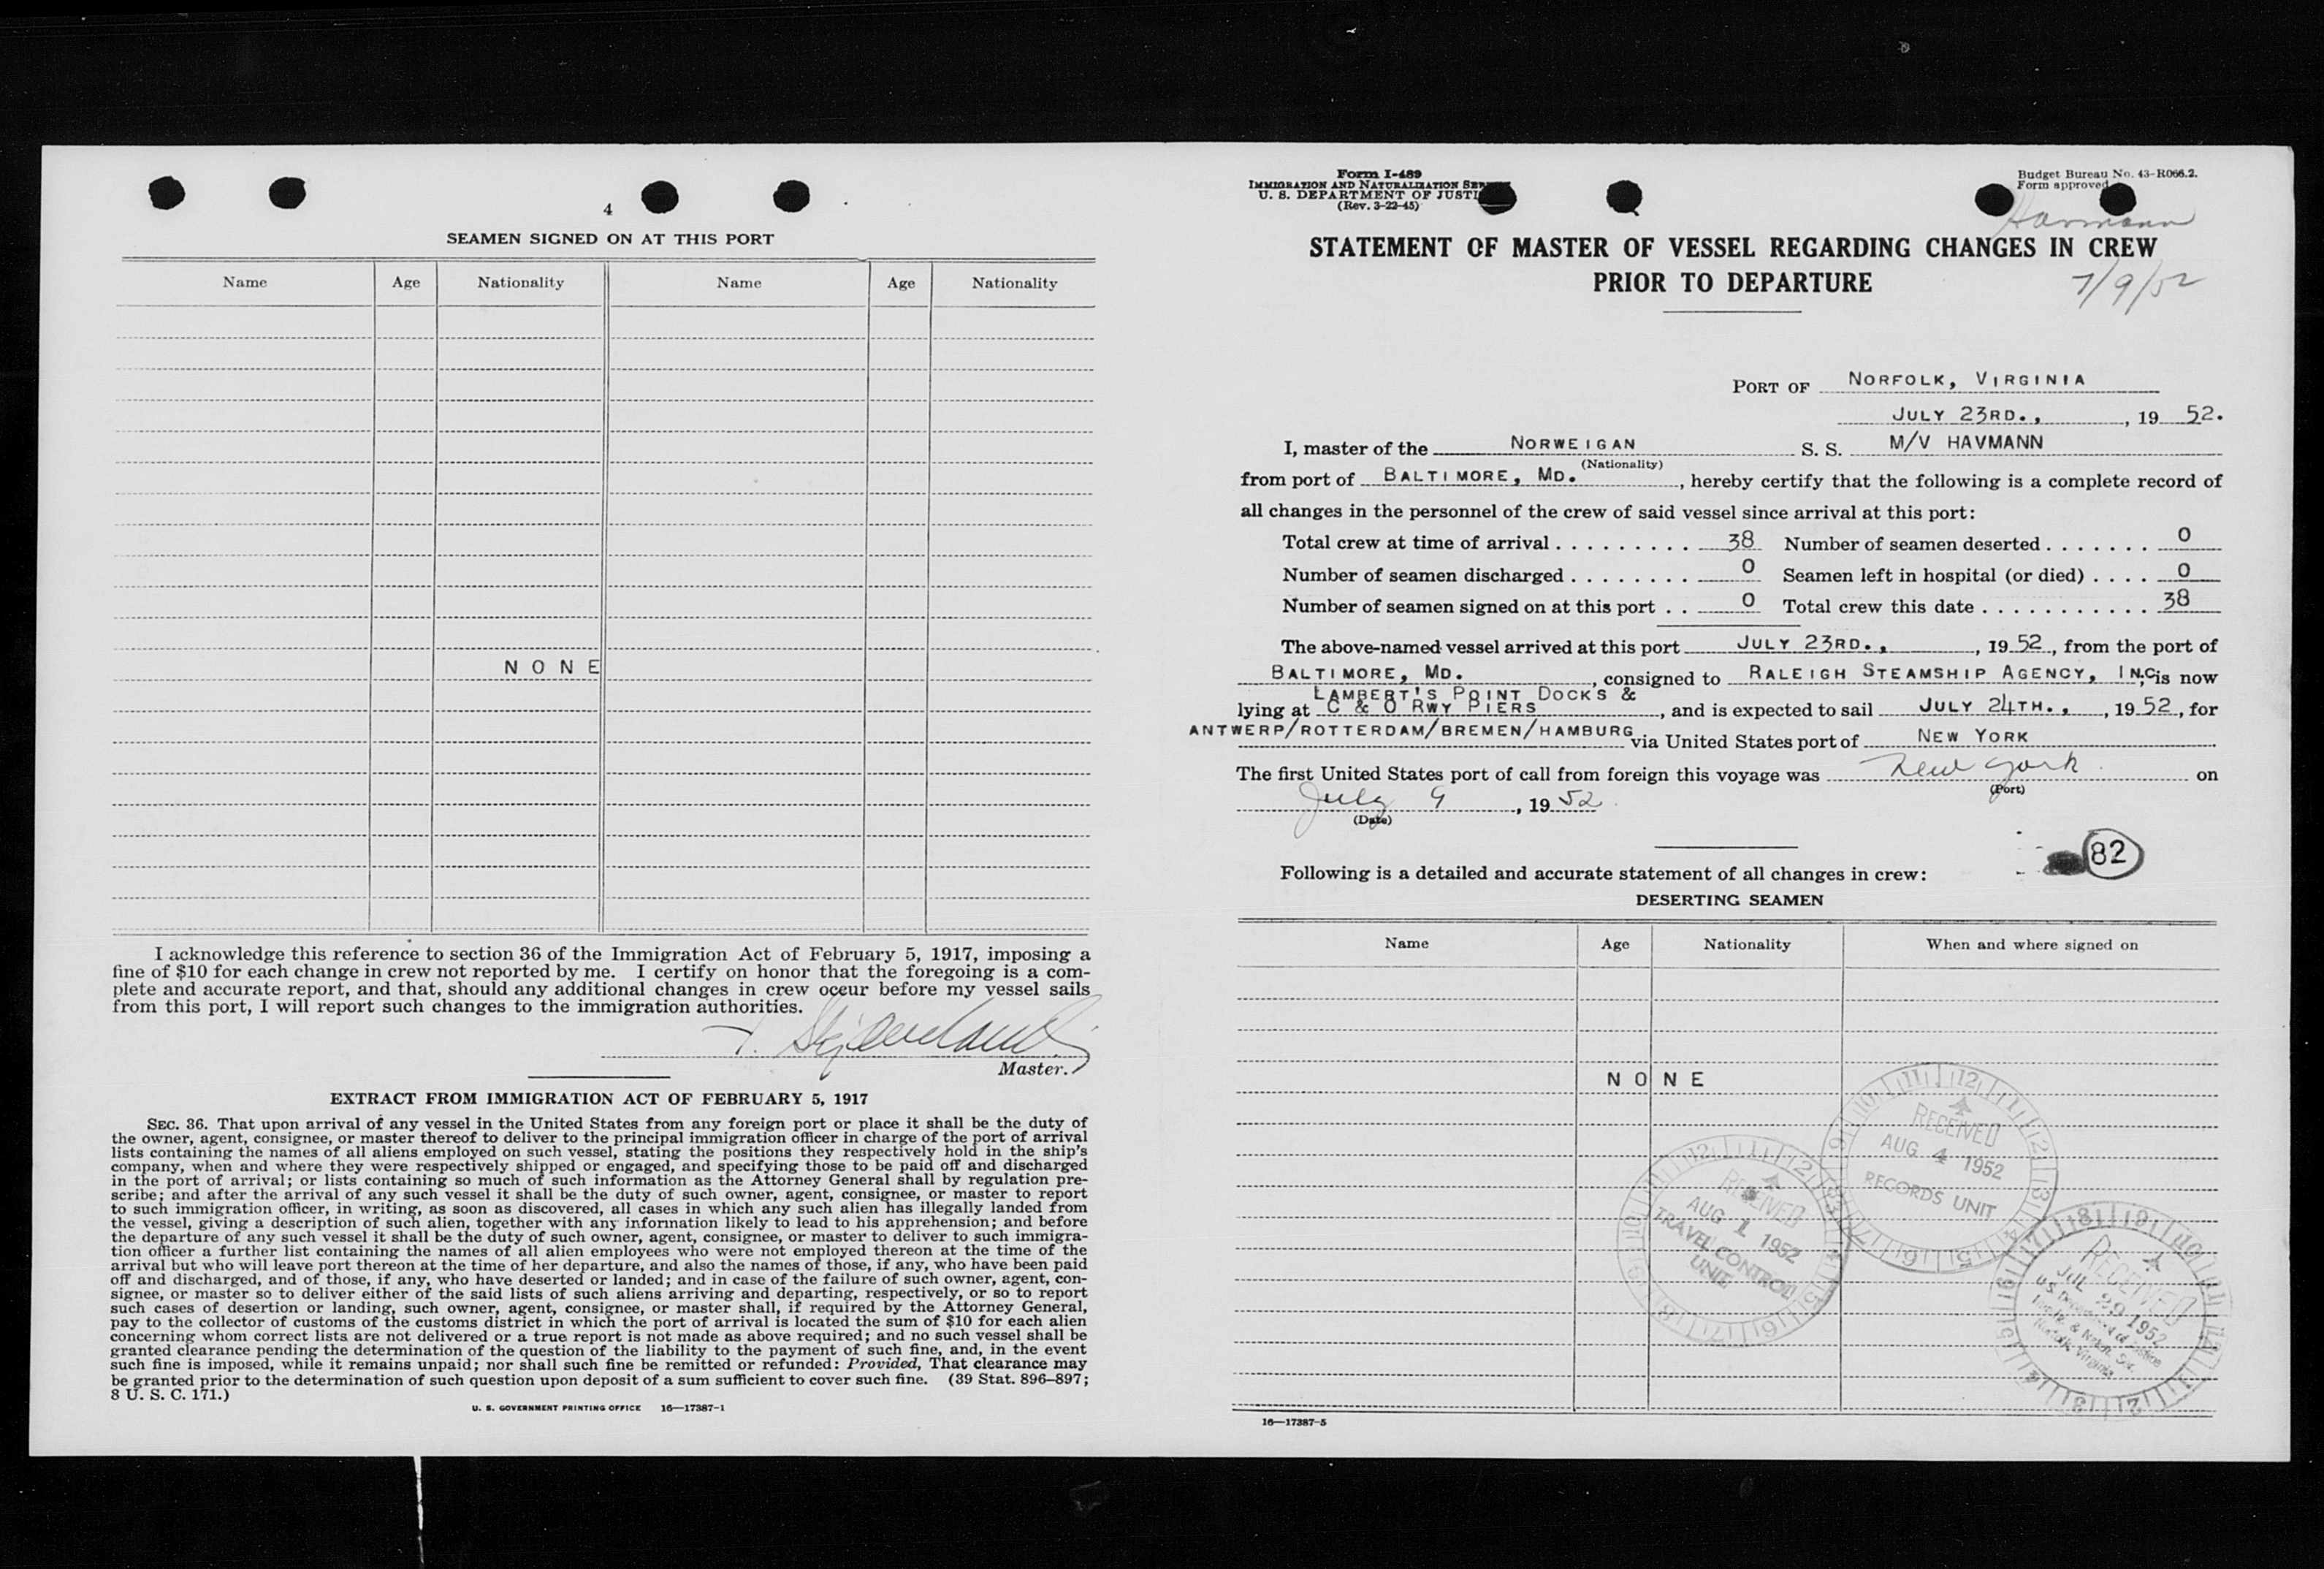 4
SEAMEN SIGNED ON AT THIS PORT
Name Age Nationality Name Age Nationality
NONE
I acknowledge this reference to section 36 of the Immigration Act of February 5, 1917, imposing a
fine of $10 for each change in crew not reported by me. I certify on honor that the foregoing is a com-
plete and accurate report, and that, should any additional changes in crew occur before my vessel sails
from this port, I will report such changes to the immigration authorities.
Master.
EXTRACT FROM IMMIGRATION ACT OF FEBRUARY 5, 1917
SEC. 36. That upon arrival of any vessel in the United States from any foreign port or place it shall be the duty of
the owner, agent, consignee, or master thereof to deliver to the principal immigration officer in charge of the port of arrival
lists containing the names of all aliens employed on such vessel, stating the positions they respectively hold in the ship's
company, when and where they were respectively shipped or engaged, and specifying those to be paid off and discharged
in the port of arrival; or lists containing so much of such information as the Attorney General shall by regulation pre-
scribe; and after the arrival of any such vessel it shall be the duty of such owner, agent, consignee, or master to report
to such immigration officer, in writing, as soon as discovered, all cases in which any such alien has illegally landed from
the vessel, giving a description of such alien, together with any information likely to lead to his apprehension; and before
the departure of any such vessel it shall be the duty of such owner, agent, consignee, or master to deliver to such immigra-
tion officer a further list containing the names of all alien employees who were not employed thereon at the time of the
arrival but who will leave port thereon at the time of her departure, and also the names of those, if any, who have been paid
off and discharged, and of those, if any, who have deserted or landed; and in case of the failure of such owner, agent, con-
signee, or master so to deliver either of the said lists of such aliens arriving and departing, respectively, or so to report
such cases of desertion or landing, such owner, agent, consignee, or master shall, if required by the Attorney General,
pay to the collector of customs of the customs district in which the port of arrival is located the sum of $10 for each alien
concerning whom correct lists are not delivered or a true report is not made as above required; and no such vessel shall be
granted clearance pending the determination of the question of the liability to the payment of such fine, and, in the event
such fine is imposed, while it remains unpaid; nor shall such fine be remitted or refunded: Provided, That clearance may
be granted prior to the determination of such question upon deposit of a sum sufficient to cover such fine. (39 Stat. 896–897;
8 U. S. C. 171.)
U. S. GOVERNMENT PRINTING OFFICE 16—17387-1
Form I-489
IMMIGRATION AND NATURALIZATION
U. S. DEPARTMENT OF JUSTI
(Rev. 3-22-45)
Budget Bureau No. 43-R066.2.
Form approved
STATEMENT OF MASTER OF VESSEL REGARDING CHANGES IN CREW
PRIOR TO DEPARTURE
7/9/52
PORT OF NORFOLK, VIRGINIA
JULY 23RD., , 19 52.
I, master of the NORWEIGAN S. S. M/V HAVMANN
(Nationality)
from port of BALTIMORE, MD. , hereby certify that the following is a complete record of
all changes in the personnel of the crew of said vessel since arrival at this port:
Total crew at time of arrival . . . . . . . . . 38 Number of seamen deserted . . . . . . . 0
Number of seamen discharged . . . . . . . . 0 Seamen left in hospital (or died) . . . . 0
Number of seamen signed on at this port . . 0 Total crew this date . . . . . . . . . . . 38
The above-named vessel arrived at this port JULY 23RD., , 19 52, from the port of
BALTIMORE, MD. , consigned to RALEIGH STEAMSHIP AGENCY, INC, is now
LAMBERT'S POINT DOCKS &
lying at C & O RWY PIERS , and is expected to sail JULY 24TH., , 19 52, for
ANTWERP/ROTTERDAM/BREMEN/HAMBURG via United States port of NEW YORK
The first United States port of call from foreign this voyage was New York on
(Port)
July 9 , 19 52
(Date)
82
Following is a detailed and accurate statement of all changes in crew:
DESERTING SEAMEN
Name Age Nationality When and where signed on
NONE
RECEIVED
AUG 4 1952
RECORDS UNIT
RECEIVED
AUG 1 1952
TRAVEL CONTROL
UNIT
RECEIVED
JUL 29 1952
U.S. Department of Justice
Immig. & Natzn. Ser.
Norfolk, Virginia
16—17387-5